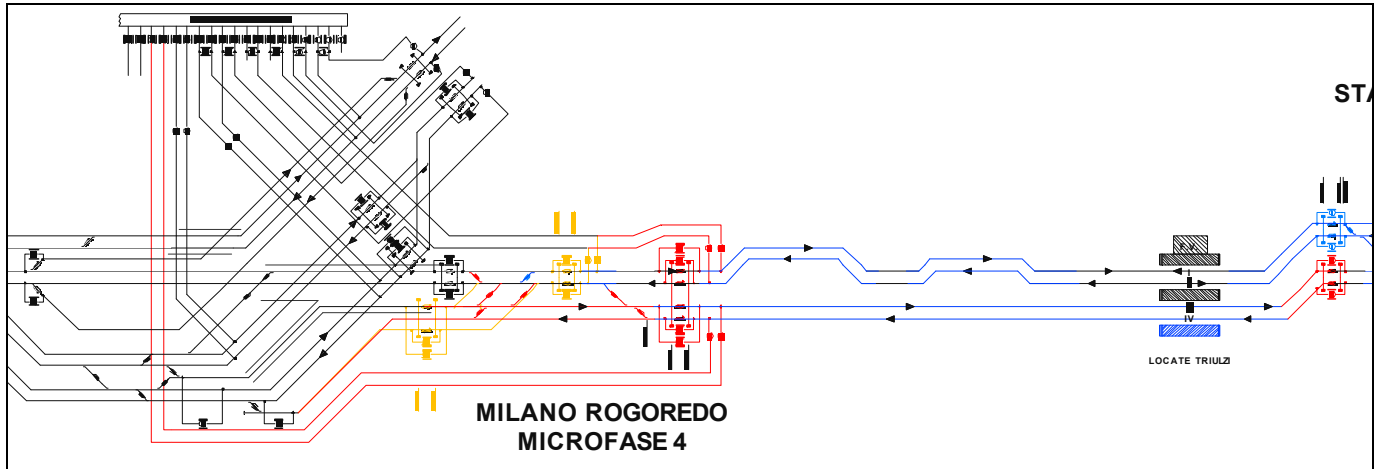 STA
F.V.
IV
LOCATE TRIULZI
MILANO ROGOREDO
MICROFASE 4